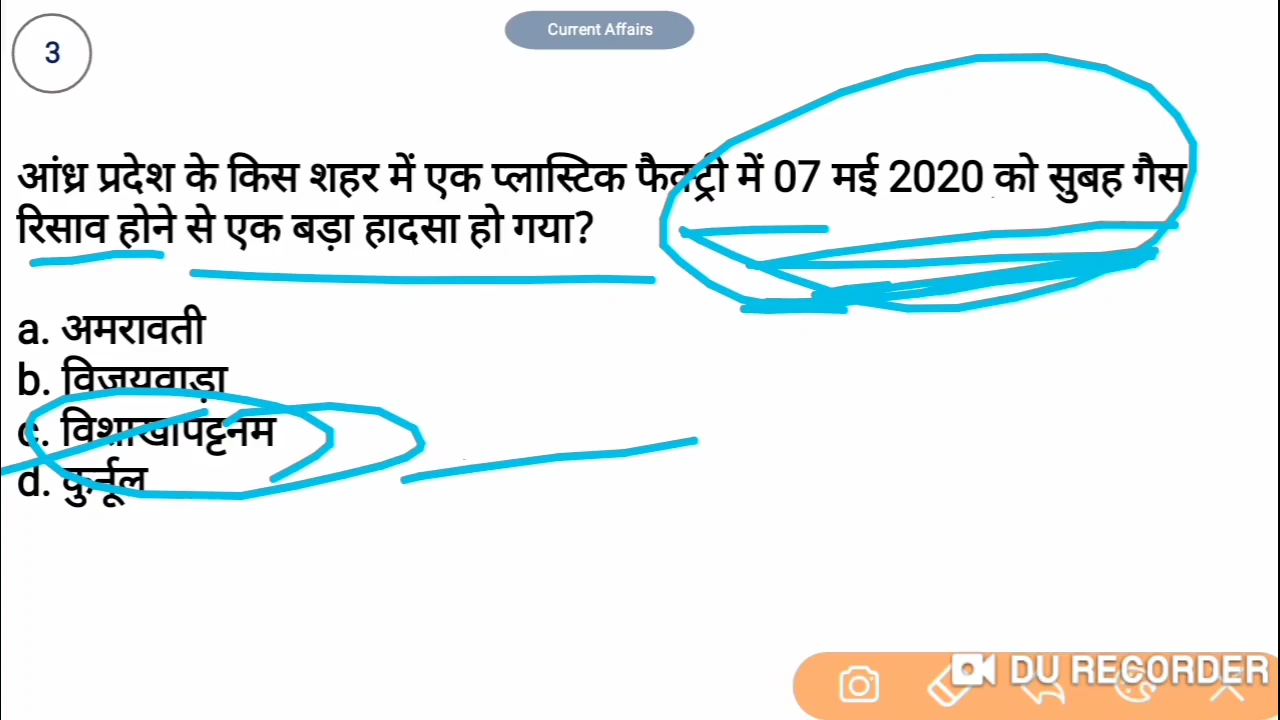 3
Current Affairs
आंध्र प्रदेश के किस शहर में एक प्लास्टिक फैक्ट्री में 07 मई 2020 को सुबह गैस
रिसाव होने से एक बड़ा हादसा हो गया?
a. अमरावती
b. विजयवाड़ा
c. विशाखापट्टनम
d. कुर्नूल
DU RECORDER